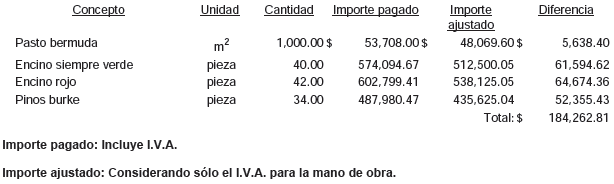 Concepto Unidad Cantidad Importe pagado Importe ajustado Diferencia
Pasto bermuda m² 1,000.00 $ 53,708.00 $ 48,069.60 $ 5,638.40
Encino siempre verde pieza 40.00 574,094.67 512,500.05 61,594.62
Encino rojo pieza 42.00 602,799.41 538,125.05 64,674.36
Pinos burke pieza 34.00 487,980.47 435,625.04 52,355.43
Total: $ 184,262.81
Importe pagado: Incluye I.V.A.
Importe ajustado: Considerando sólo el I.V.A. para la mano de obra.